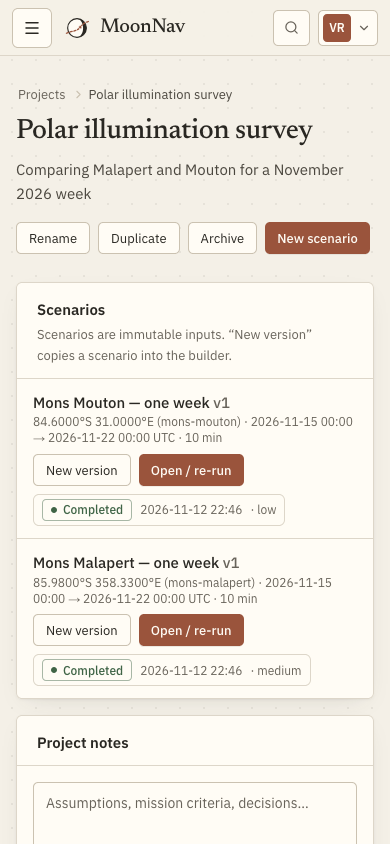 MoonNav
VR
Projects > Polar illumination survey
Polar illumination survey
Comparing Malapert and Mouton for a November
2026 week
Rename Duplicate Archive New scenario
Scenarios
Scenarios are immutable inputs. “New version”
copies a scenario into the builder.
Mons Mouton — one week v1
84.6000°S 31.0000°E (mons-mouton) · 2026-11-15 00:00
→ 2026-11-22 00:00 UTC · 10 min
New version Open / re-run
Completed 2026-11-12 22:46 · low
Mons Malapert — one week v1
85.9800°S 358.3300°E (mons-malapert) · 2026-11-15
00:00 → 2026-11-22 00:00 UTC · 10 min
New version Open / re-run
Completed 2026-11-12 22:46 · medium
Project notes
Assumptions, mission criteria, decisions...